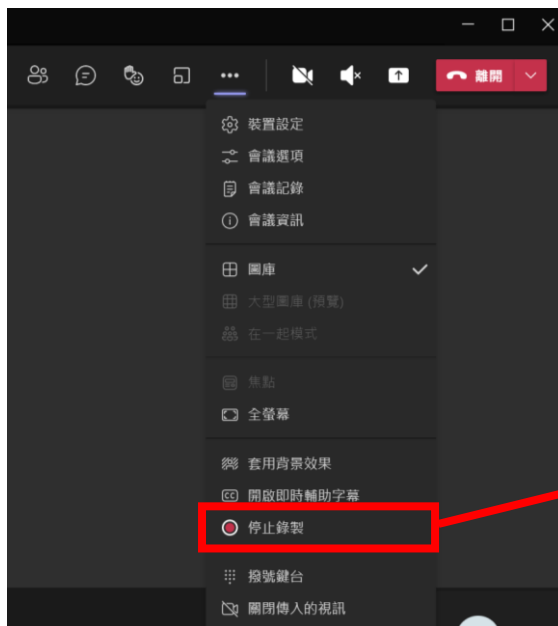 離開
裝置設定
會議選項
會議記錄
會議資訊
圖庫
大型圖庫 (預覽)
在一起模式
焦點
全螢幕
套用背景效果
CC 開啟即時輔助字幕
停止錄製
撥號鍵台
關閉傳入的視訊